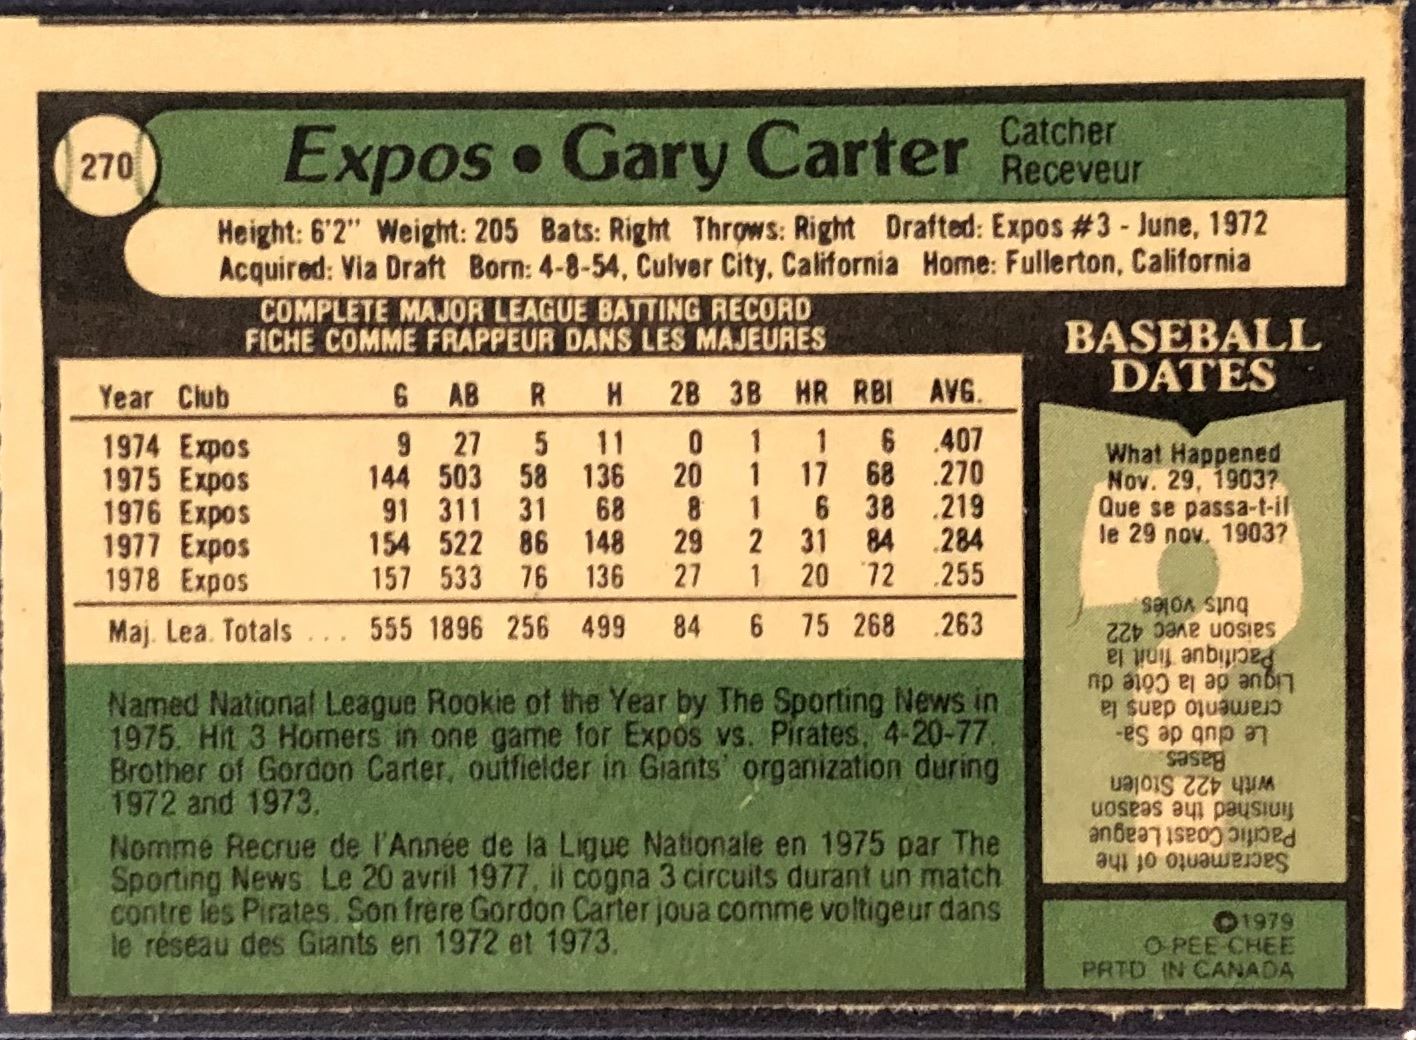 270
Expos • Gary Carter
Catcher
Receveur
Height: 6'2" Weight: 205 Bats: Right Throws: Right Drafted: Expos #3 - June, 1972
Acquired: Via Draft Born: 4-8-54, Culver City, California Home: Fullerton, California
COMPLETE MAJOR LEAGUE BATTING RECORD
FICHE COMME FRAPPEUR DANS LES MAJEURES
Year Club G AB R H 2B 3B HR RBI AVG.
1974 Expos 9 27 5 11 0 1 1 6 .407
1975 Expos 144 503 58 136 20 1 17 68 .270
1976 Expos 91 311 31 68 8 1 6 38 .219
1977 Expos 154 522 86 148 29 2 31 84 .284
1978 Expos 157 533 76 136 27 1 20 72 .255
Maj. Lea. Totals ... 555 1896 256 499 84 6 75 268 .263
Named National League Rookie of the Year by The Sporting News in
1975. Hit 3 Homers in one game for Expos vs. Pirates, 4-20-77.
Brother of Gordon Carter, outfielder in Giants' organization during
1972 and 1973.
Nommé Recrue de l'Année de la Ligue Nationale en 1975 par The
Sporting News. Le 20 avril 1977, il cogna 3 circuits durant un match
contre les Pirates. Son frère Gordon Carter joua comme voltigeur dans
le réseau des Giants en 1972 et 1973.
BASEBALL
DATES
What Happened
Nov. 29, 1903?
Que se passa-t-il
le 29 nov. 1903?
Sacramento of the
Pacific Coast League
finished the season
with 422 Stolen
Bases
Le club de Sa-
cramento dans la
Ligue de la Côte du
Pacifique finit la
saison avec 422
buts volés.
©1979
O-PEE-CHEE
PRTD. IN CANADA